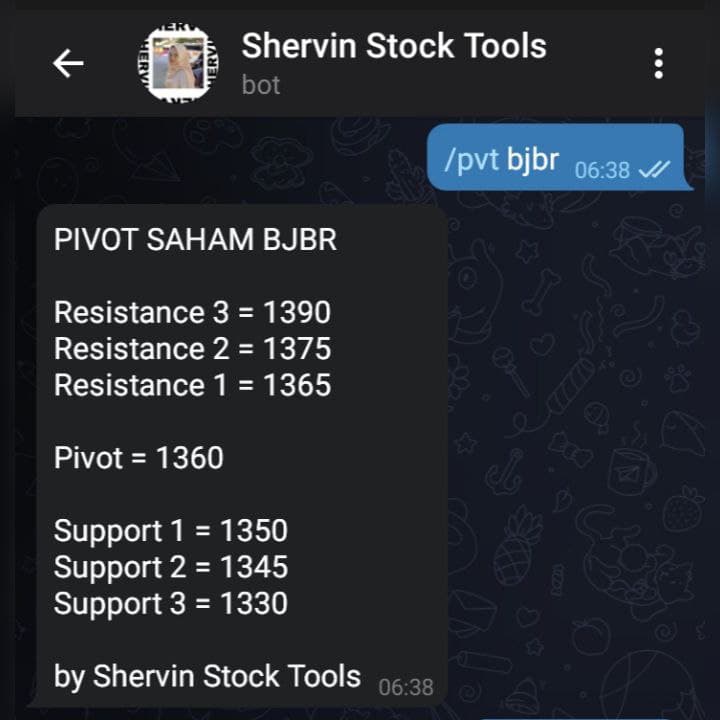 Shervin Stock Tools
bot
/pvt bjbr 06:38
PIVOT SAHAM BJBR
Resistance 3 = 1390
Resistance 2 = 1375
Resistance 1 = 1365
Pivot = 1360
Support 1 = 1350
Support 2 = 1345
Support 3 = 1330
by Shervin Stock Tools 06:38